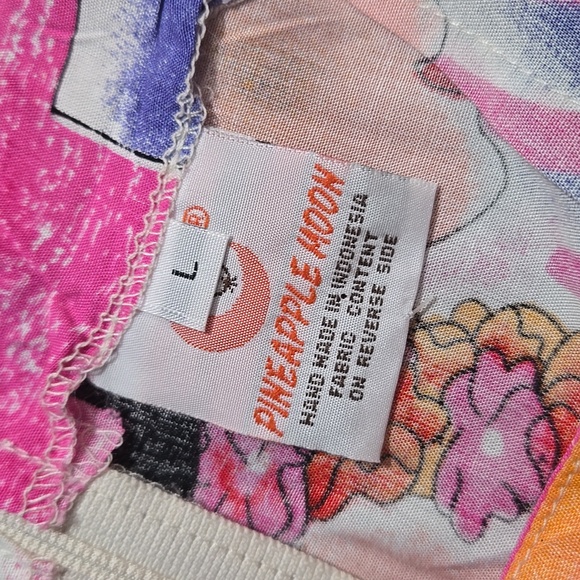 L
®
PINEAPPLE MOON
HAND MADE IN INDONESIA
FABRIC CONTENT
ON REVERSE SIDE